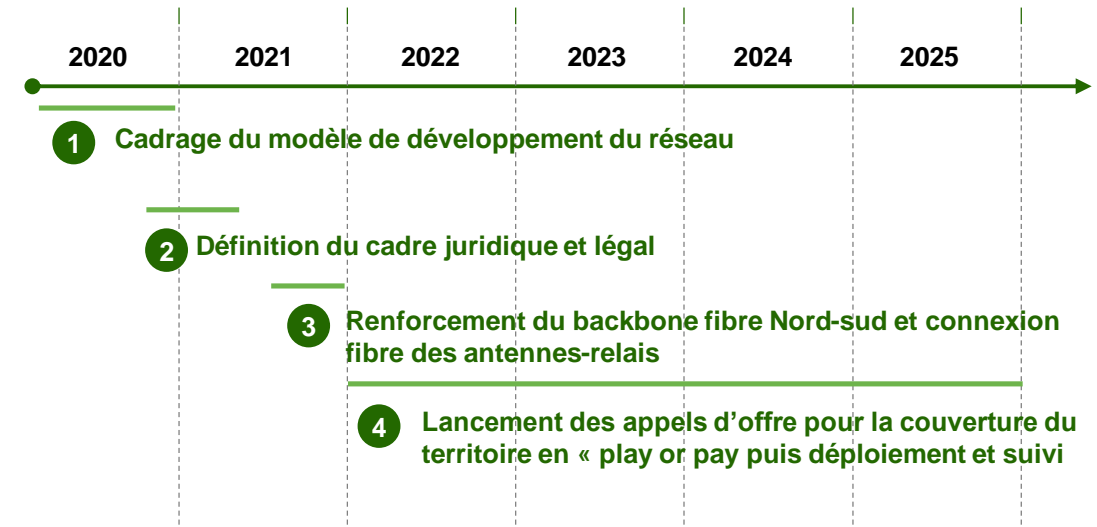 2020 2021 2022 2023 2024 2025
1 Cadrage du modèle de développement du réseau
2 Définition du cadre juridique et légal
3 Renforcement du backbone fibre Nord-sud et connexion
fibre des antennes-relais
4 Lancement des appels d’offre pour la couverture du
territoire en « play or pay puis déploiement et suivi